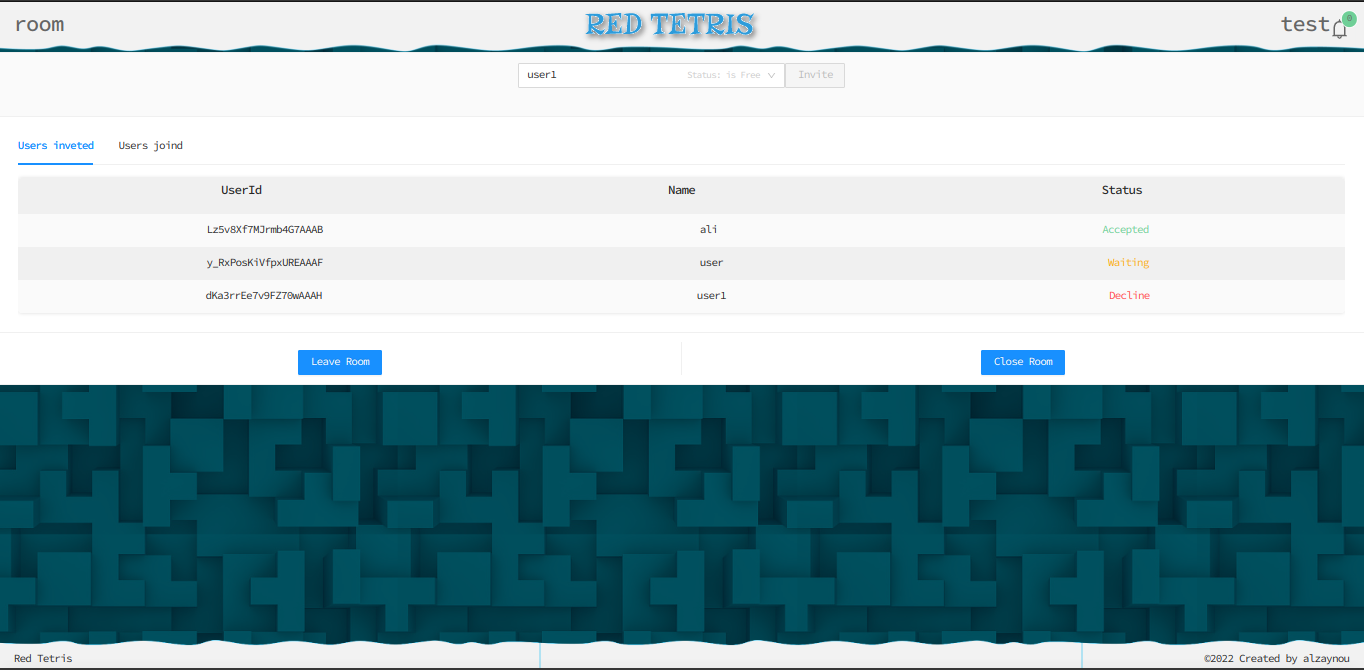 room
RED TETRIS
test
0
user1 Status: is Free Invite
Users inveted Users joind
UserId Name Status
Lz5v8Xf7MJrmb4G7AAAB ali Accepted
y_RxPosKiVfpxUREAAAF user Waiting
dKa3rrEe7v9FZ70wAAAH user1 Decline
Leave Room Close Room
Red Tetris ©2022 Created by alzaynou